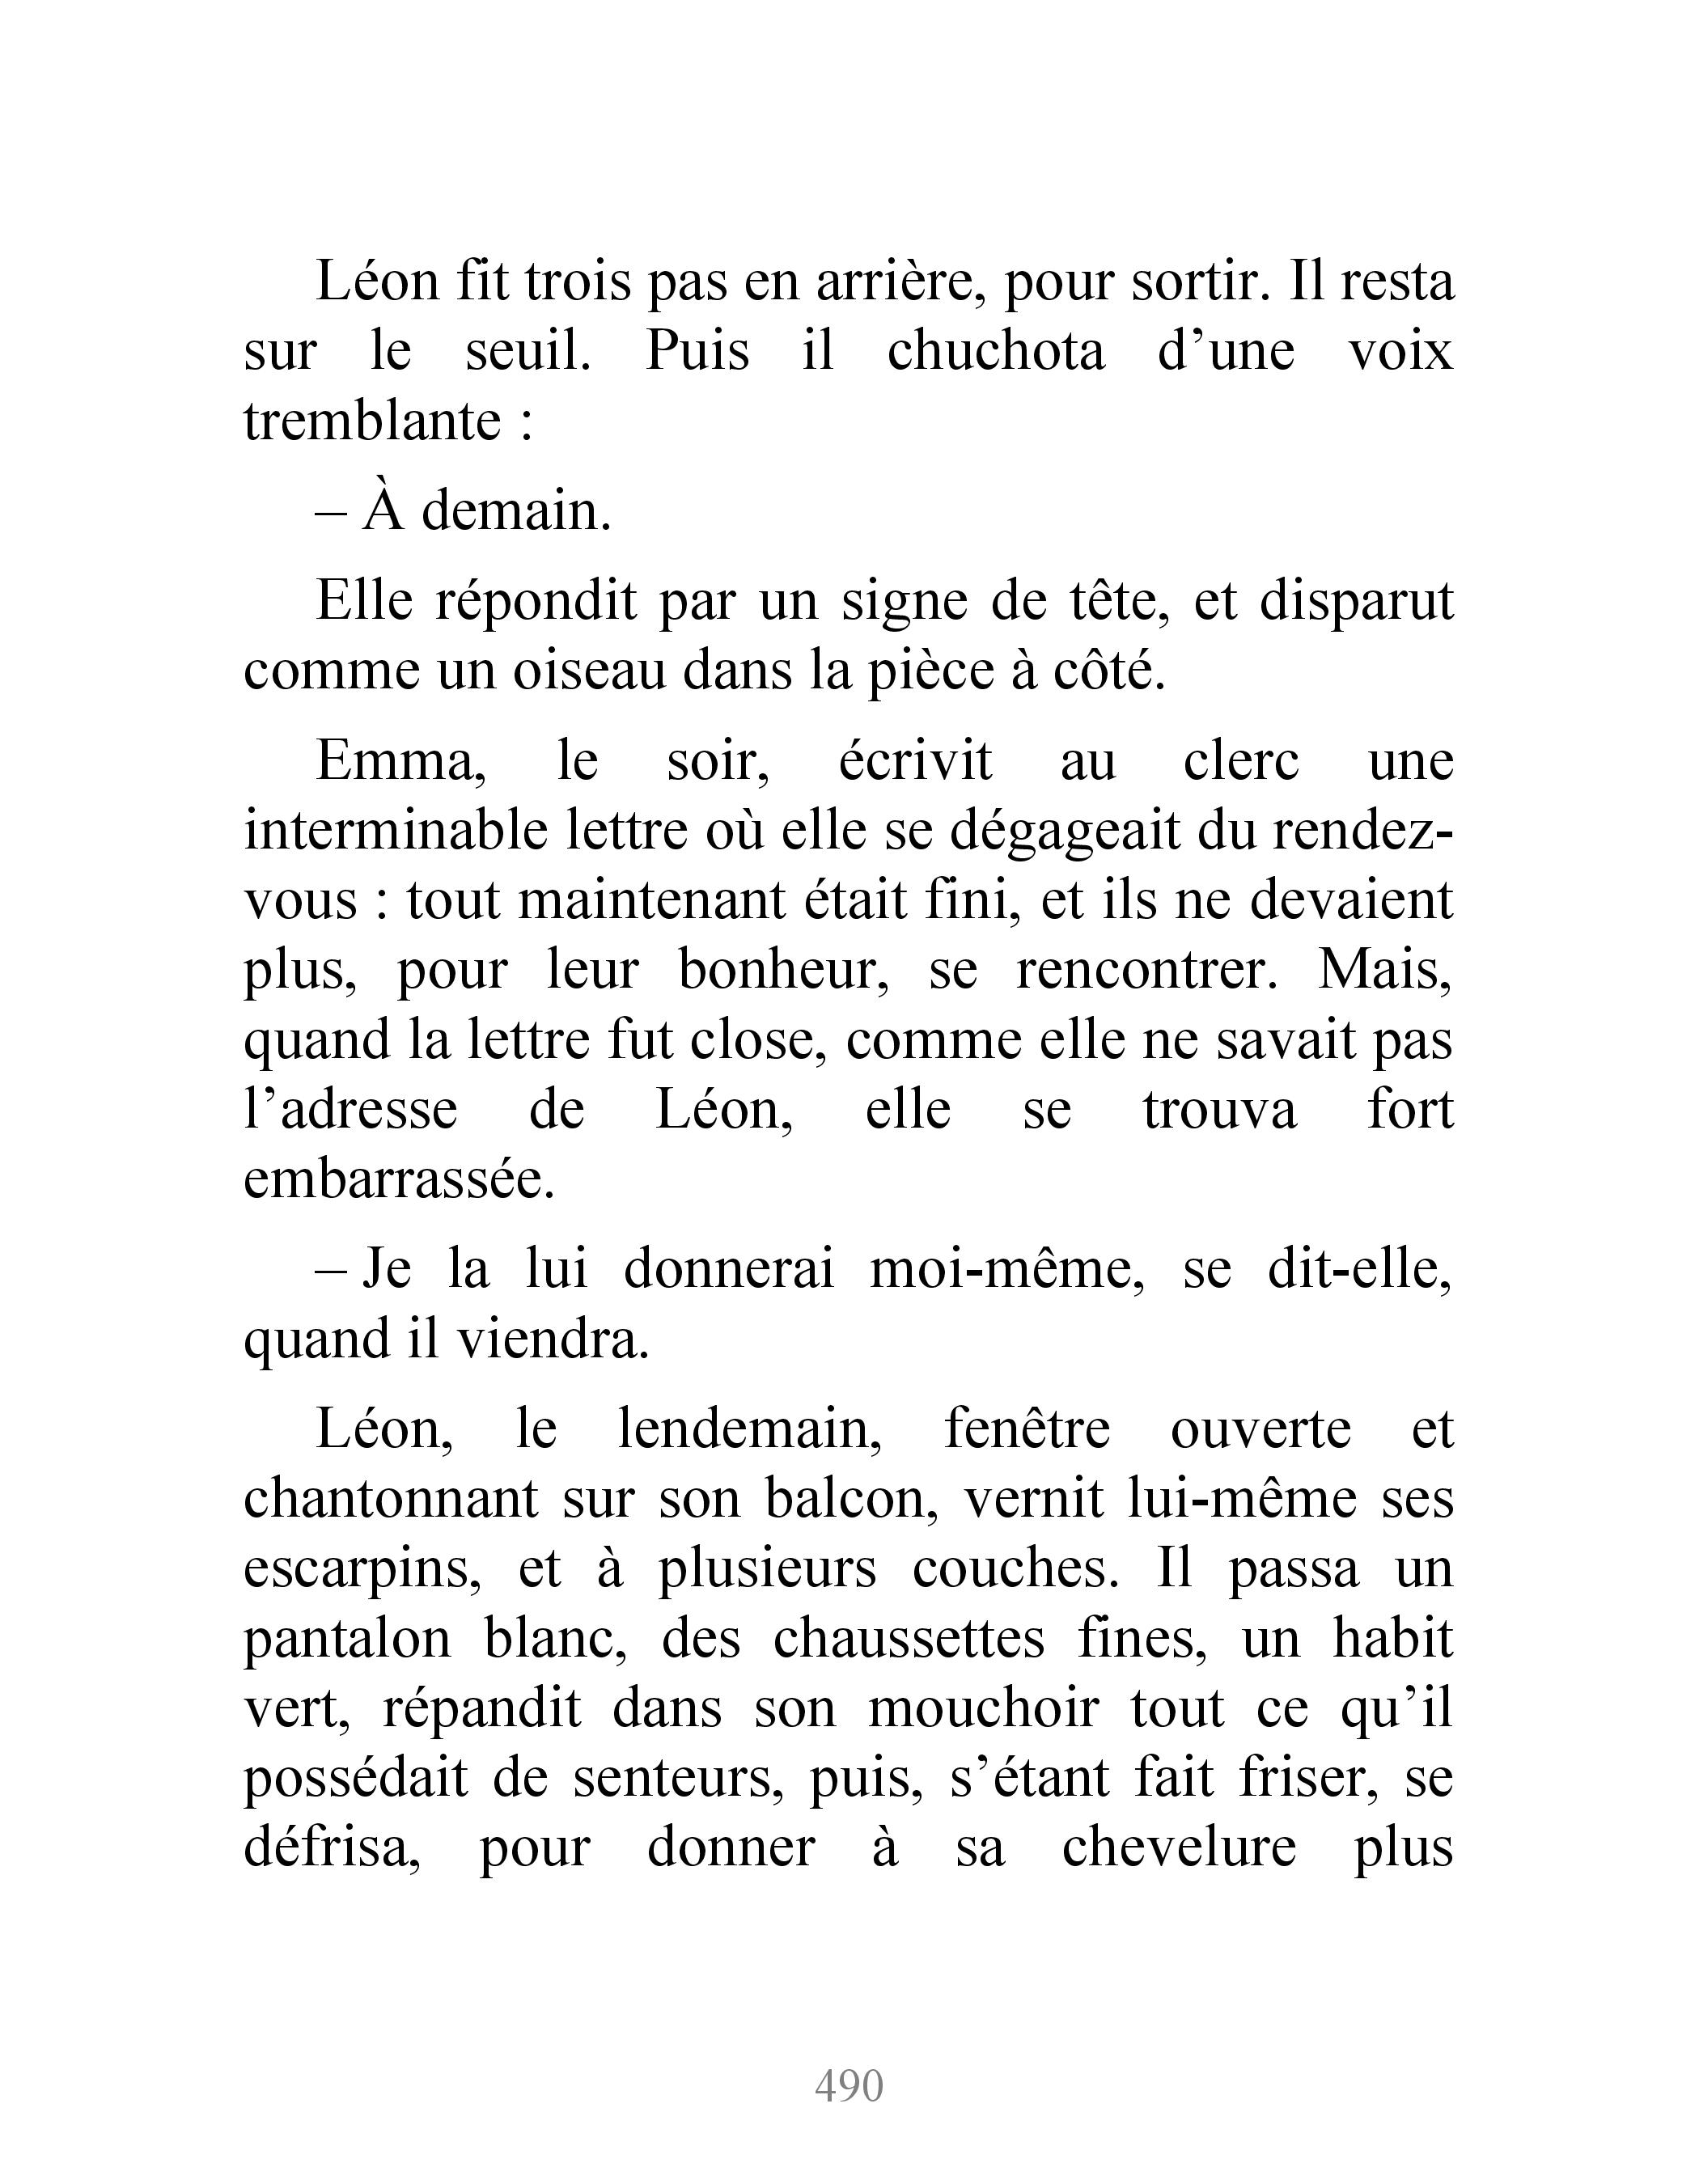 Léon fit trois pas en arrière, pour sortir. Il resta
sur le seuil. Puis il chuchota d’une voix
tremblante :
– À demain.
Elle répondit par un signe de tête, et disparut
comme un oiseau dans la pièce à côté.
Emma, le soir, écrivit au clerc une
interminable lettre où elle se dégageait du rendez-
vous : tout maintenant était fini, et ils ne devaient
plus, pour leur bonheur, se rencontrer. Mais,
quand la lettre fut close, comme elle ne savait pas
l’adresse de Léon, elle se trouva fort
embarrassée.
– Je la lui donnerai moi-même, se dit-elle,
quand il viendra.
Léon, le lendemain, fenêtre ouverte et
chantonnant sur son balcon, vernit lui-même ses
escarpins, et à plusieurs couches. Il passa un
pantalon blanc, des chaussettes fines, un habit
vert, répandit dans son mouchoir tout ce qu’il
possédait de senteurs, puis, s’étant fait friser, se
défrisa, pour donner à sa chevelure plus
490